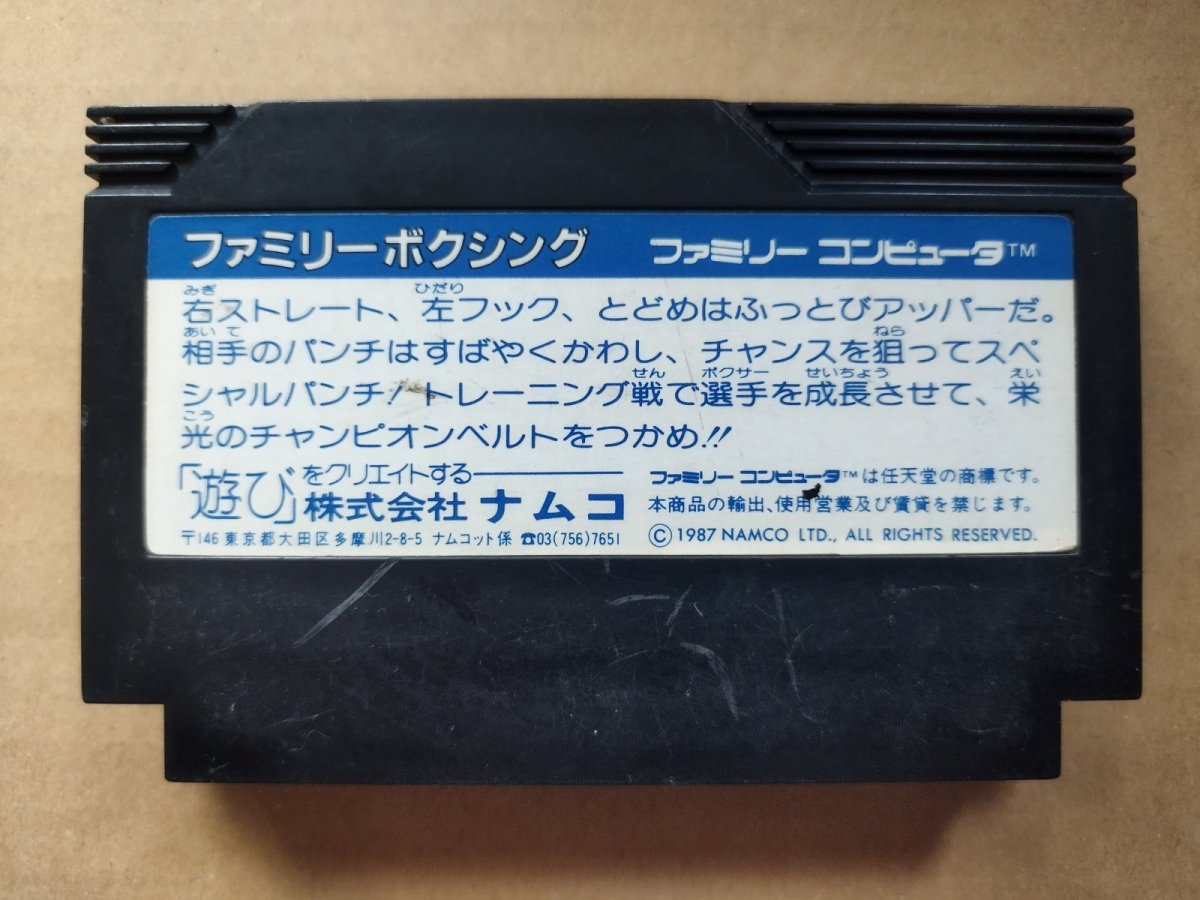 ファミリーボクシング ファミリー コンピュータ™
みぎ ひだり
右ストレート、左フック、とどめはふっとびアッパーだ。
あいて ねら
相手のパンチはすばやくかわし、チャンスを狙ってスペ
せん ボクサー せいちょう えい
シャルパンチ!トレーニング戦で選手を成長させて、栄
こう
光のチャンピオンベルトをつかめ!!
「遊び」をクリエイトする
株式会社 ナムコ
〒146 東京都大田区多摩川2-8-5 ナムコット係 ☎03(756)7651
ファミリー コンピュータ™は任天堂の商標です。
本商品の輸出、使用営業及び賃貸を禁じます。
Ⓒ 1987 NAMCO LTD., ALL RIGHTS RESERVED.